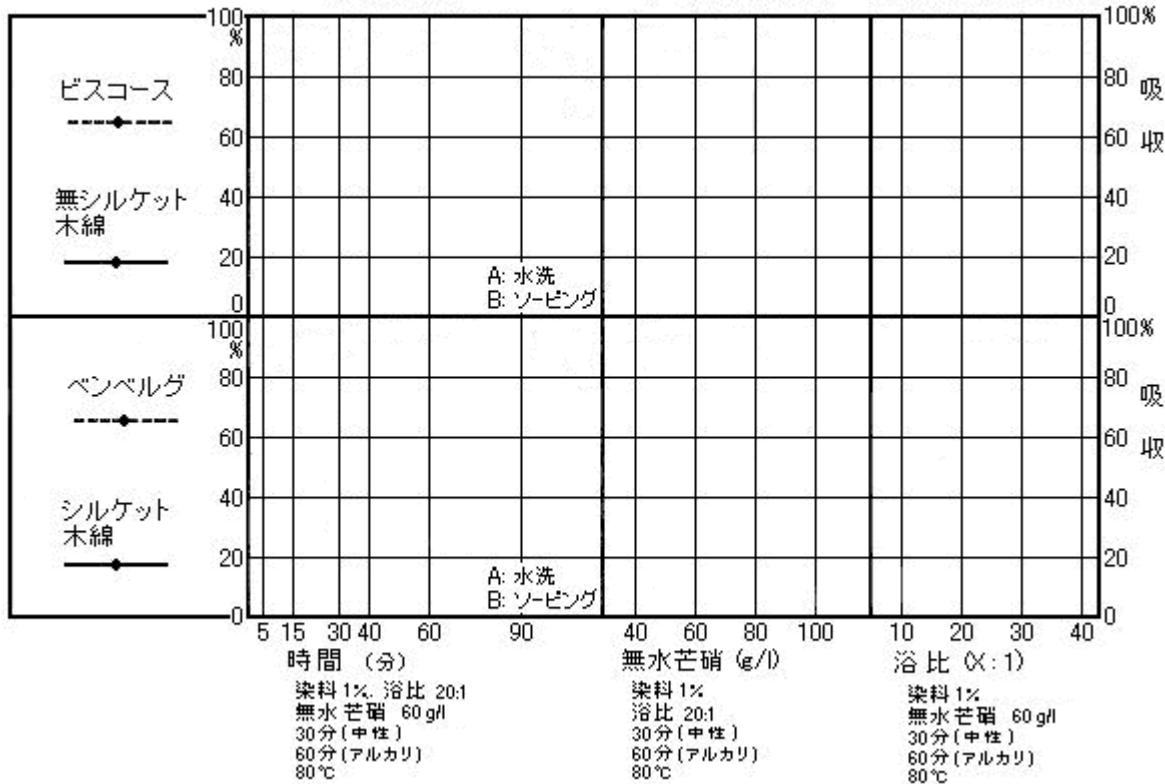 ビスコース
無シルケット
木綿
100
%
80
60
40
20
0
A: 水洗
B: ソーピング
100%
80
60
40
20
0
吸
収
ベンベルグ
シルケット
木綿
100
%
80
60
40
20
0
A: 水洗
B: ソーピング
100%
80
60
40
20
0
吸
収
5 15 30 40 60 90
時間 (分)
染料 1%. 浴比 20:1
無水芒硝 60 g/l
30分(中性)
60分(アルカリ)
80℃
40 60 80 100
無水芒硝 (g/l)
染料 1%
浴比 20:1
30分(中性)
60分(アルカリ)
80℃
10 20 30 40
浴比 (X:1)
染料 1%
無水芒硝 60 g/l
30分(中性)
60分(アルカリ)
80℃